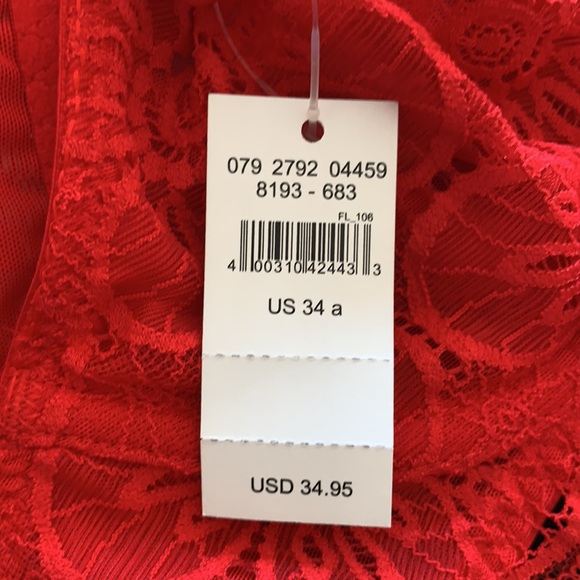 079 2792 04459
8193 - 683
FL_106
4 00310 42443 3
US 34 a
USD 34.95